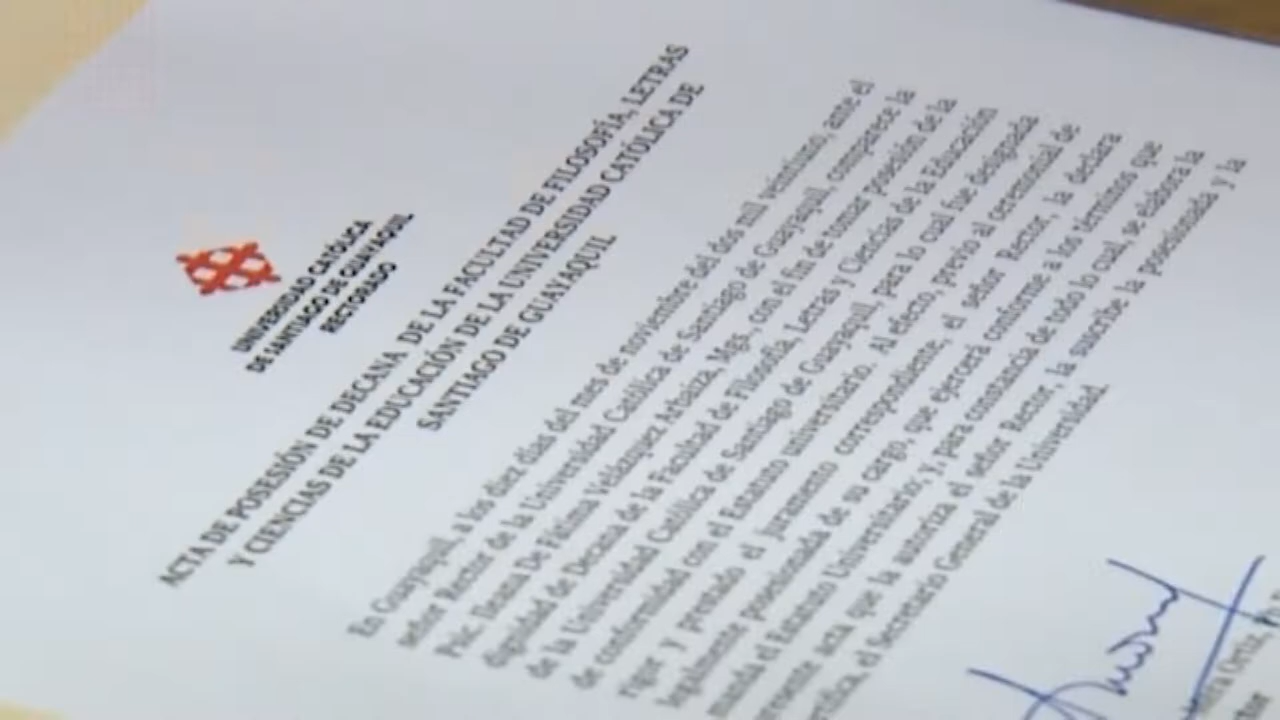 UNIVERSIDAD CATÓLICA
DE SANTIAGO DE GUAYAQUIL
RECTORADO
ACTA DE POSESIÓN DE DECANA DE LA FACULTAD DE FILOSOFÍA, LETRAS
Y CIENCIAS DE LA EDUCACIÓN DE LA UNIVERSIDAD CATÓLICA DE
SANTIAGO DE GUAYAQUIL
En Guayaquil, a los diez días del mes de noviembre del dos mil veintiuno, ante el
señor Rector de la Universidad Católica de Santiago de Guayaquil, comparece la
Psic. Ileana De Fátima Velázquez Arbaiza, Mgs., con el fin de tomar posesión de la
dignidad de Decana de la Facultad de Filosofía, Letras y Ciencias de la Educación
de la Universidad Católica de Santiago de Guayaquil, para lo cual fue designada
de conformidad con el Estatuto universitario. Al efecto, previo al ceremonial de
rigor y prestado el juramento correspondiente, el señor Rector, la declara
legalmente posesionada de su cargo, que ejercerá conforme a los términos que
manda el Estatuto Universitario; y, para constancia de todo lo cual, se elabora la
presente acta que la autoriza el señor Rector, la suscribe la posesionada y la
certifica, el Secretario General de la Universidad.
Ortiz,